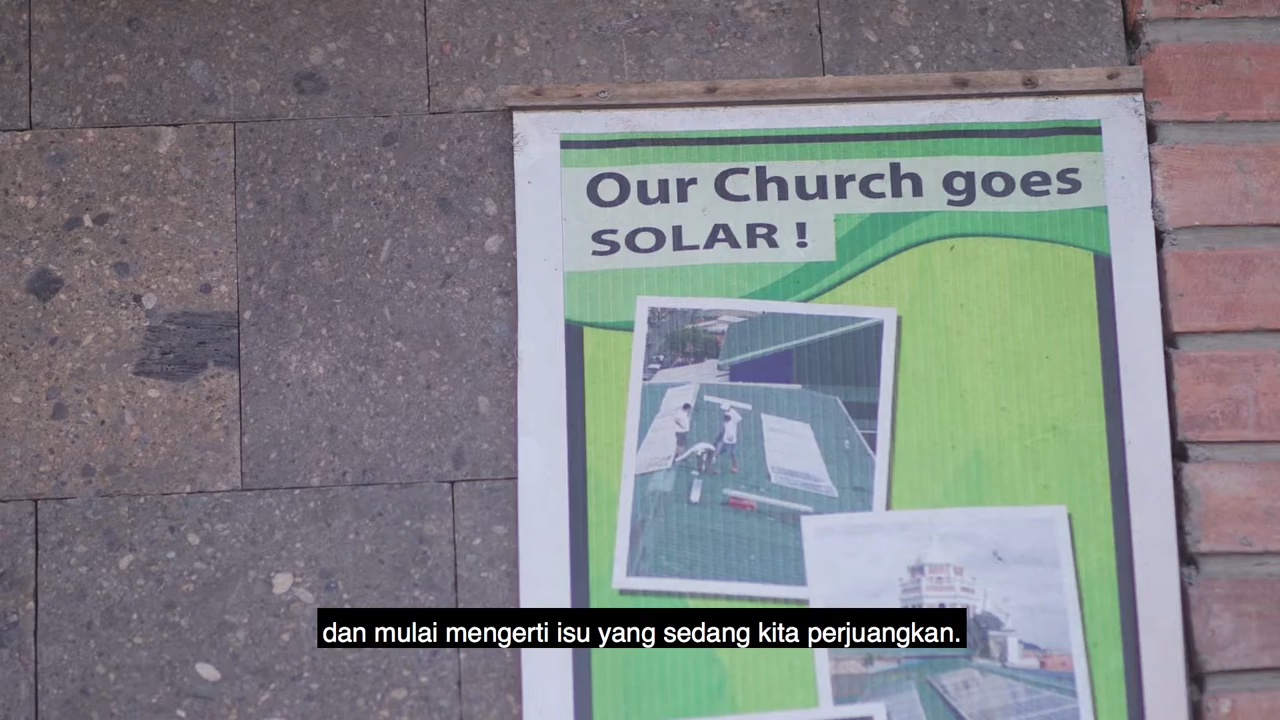 Our Church goes
SOLAR !
dan mulai mengerti isu yang sedang kita perjuangkan.